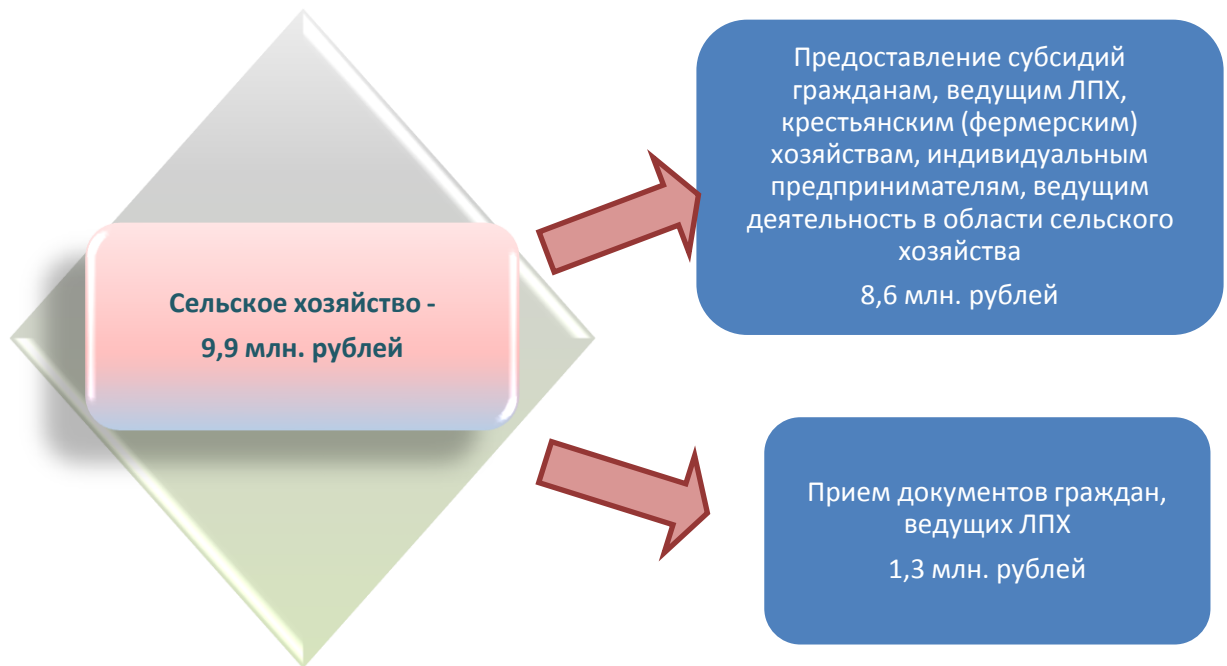 Сельское хозяйство -
9,9 млн. рублей
Предоставление субсидий
гражданам, ведущим ЛПХ,
крестьянским (фермерским)
хозяйствам, индивидуальным
предпринимателям, ведущим
деятельность в области сельского
хозяйства
8,6 млн. рублей
Прием документов граждан,
ведущих ЛПХ
1,3 млн. рублей